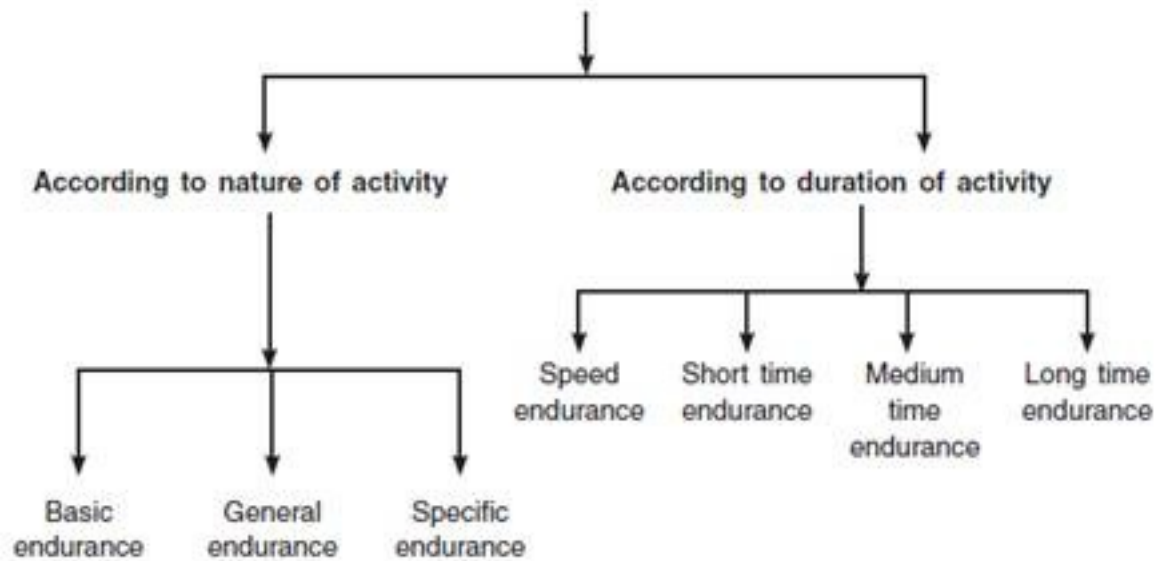 According to nature of activity
According to duration of activity
Speed
endurance
Short time
endurance
Medium
time
endurance
Long time
endurance
Basic
endurance
General
endurance
Specific
endurance